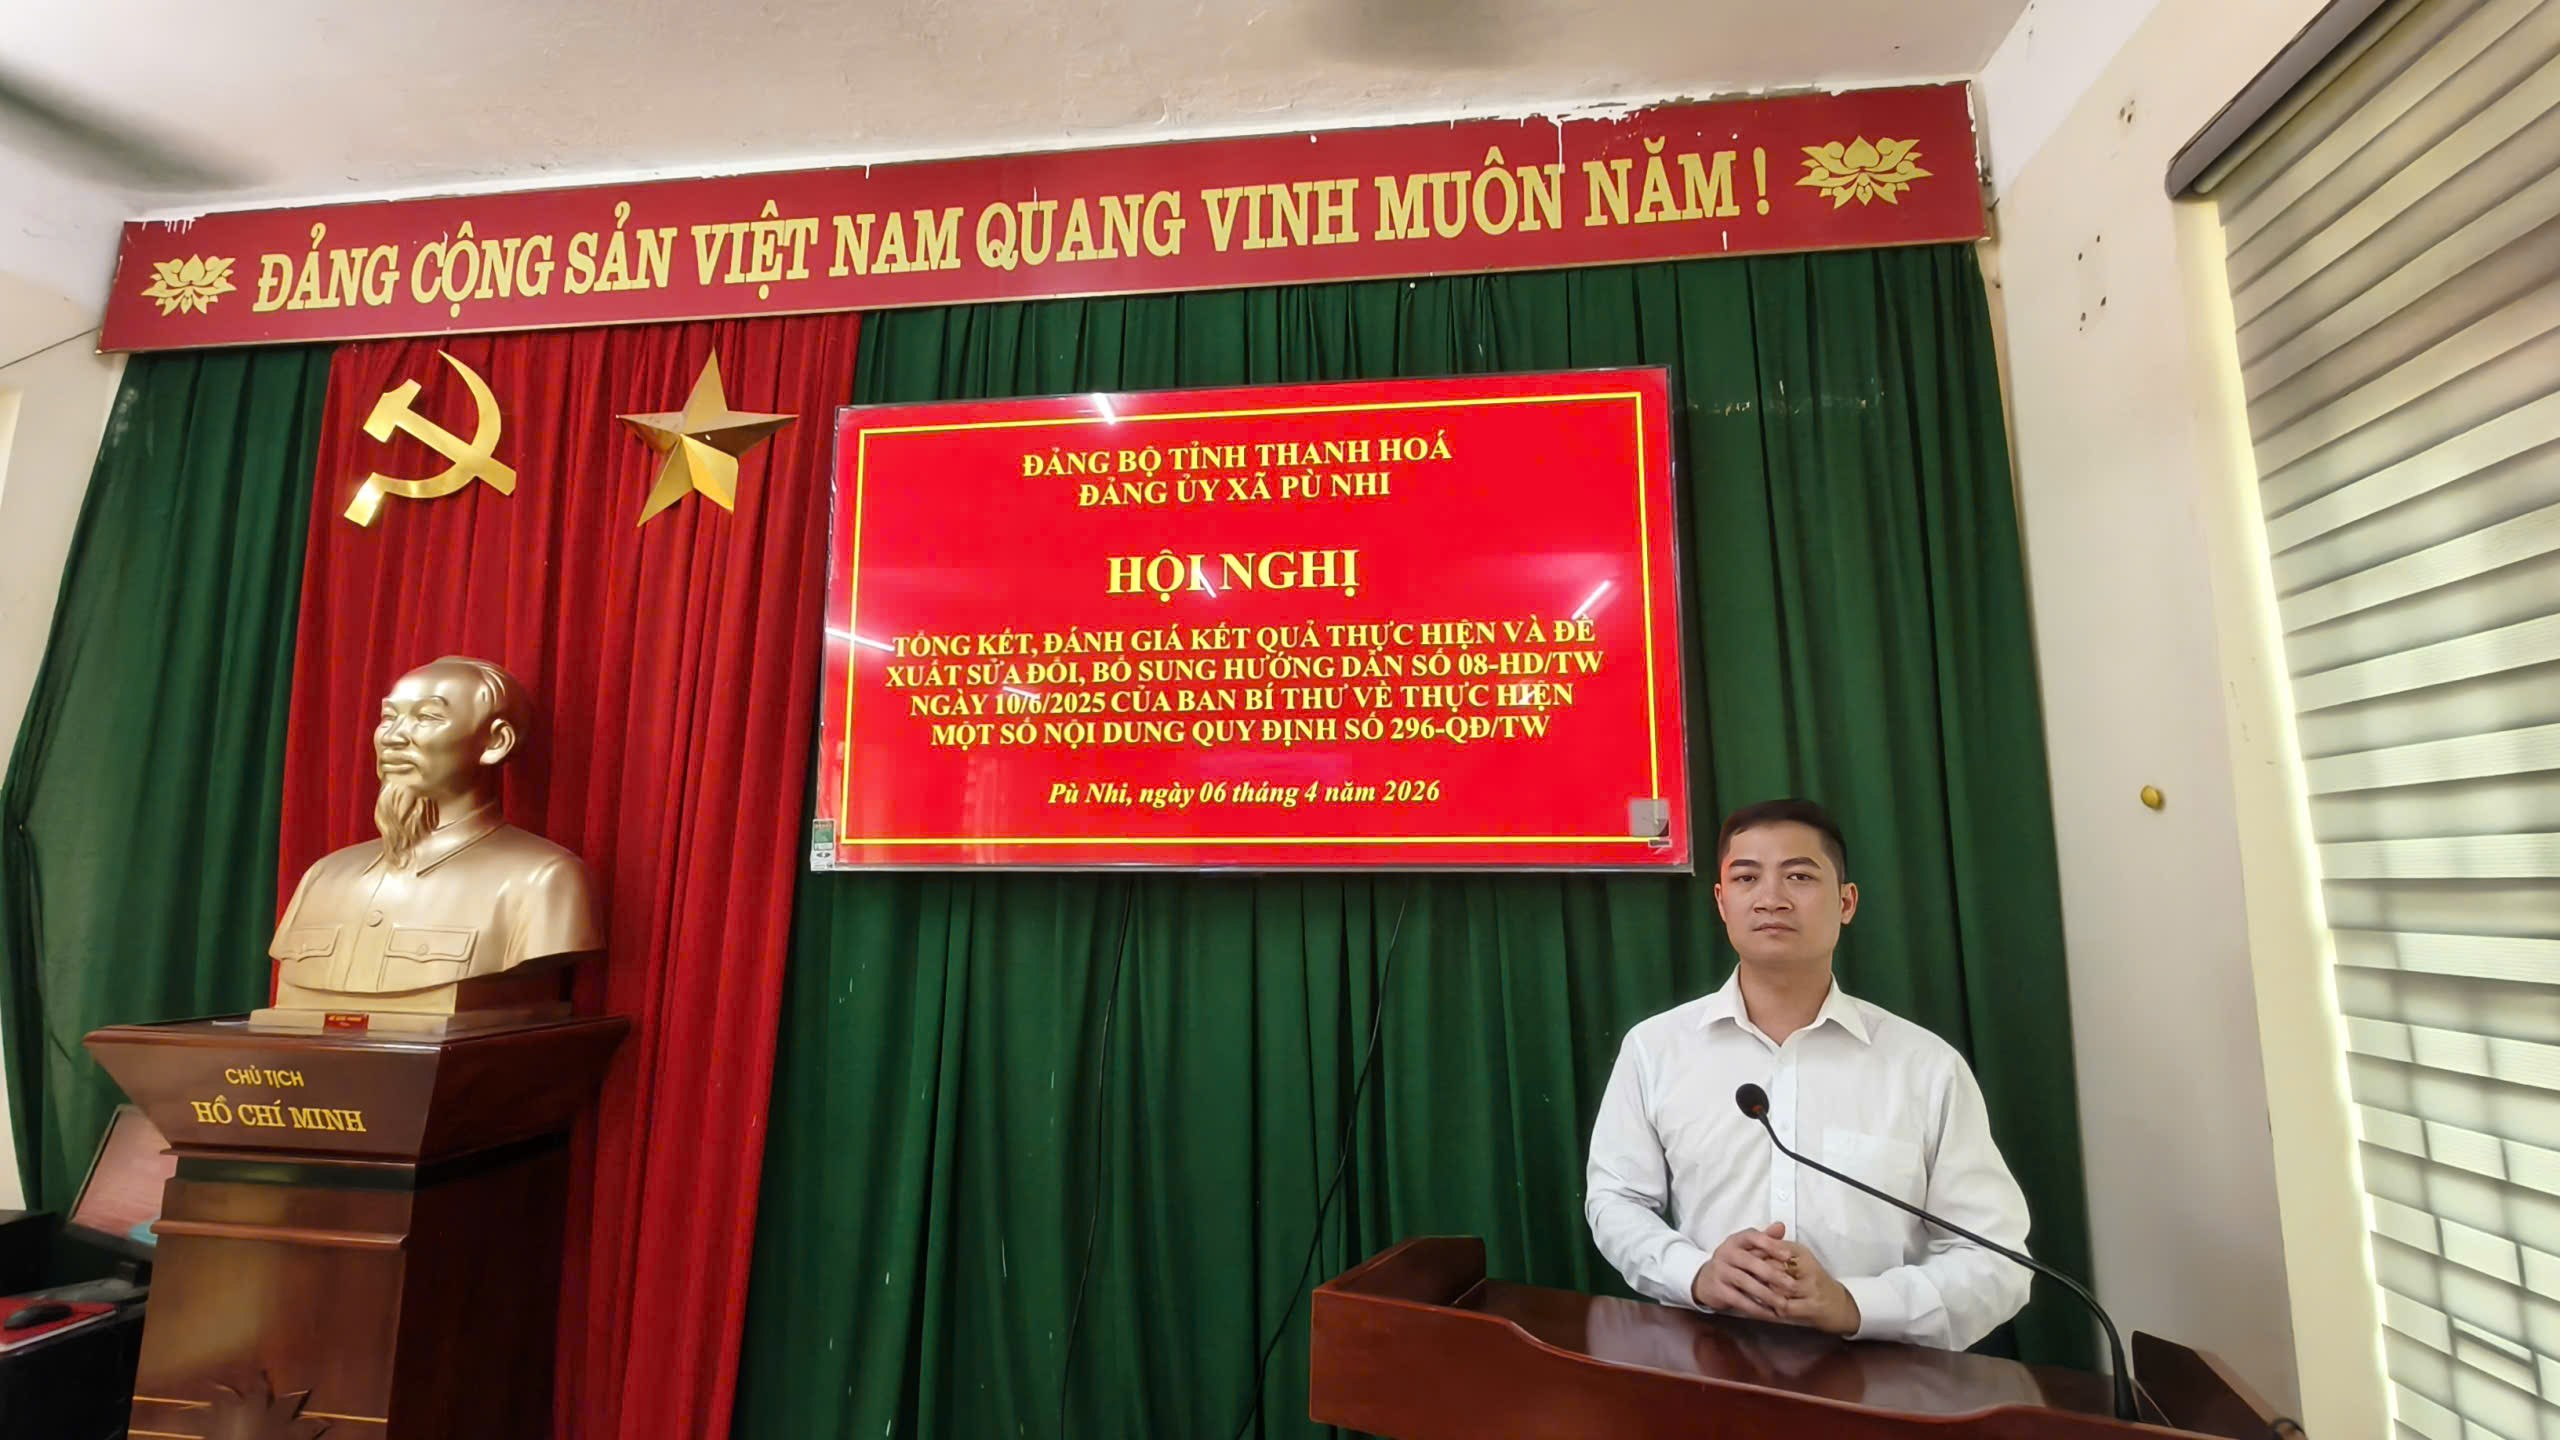 ĐẢNG CỘNG SẢN VIỆT NAM QUANG VINH MUÔN NĂM !
ĐẢNG BỘ TỈNH THANH HOÁ
ĐẢNG ỦY XÃ PÙ NHI
HỘI NGHỊ
TỔNG KẾT, ĐÁNH GIÁ KẾT QUẢ THỰC HIỆN VÀ ĐỀ
XUẤT SỬA ĐỔI, BỔ SUNG HƯỚNG DẪN SỐ 08-HD/TW
NGÀY 10/6/2025 CỦA BAN BÍ THƯ VỀ THỰC HIỆN
MỘT SỐ NỘI DUNG QUY ĐỊNH SỐ 296-QĐ/TW
Pù Nhi, ngày 06 tháng 4 năm 2026
CHỦ TỊCH
HỒ CHÍ MINH